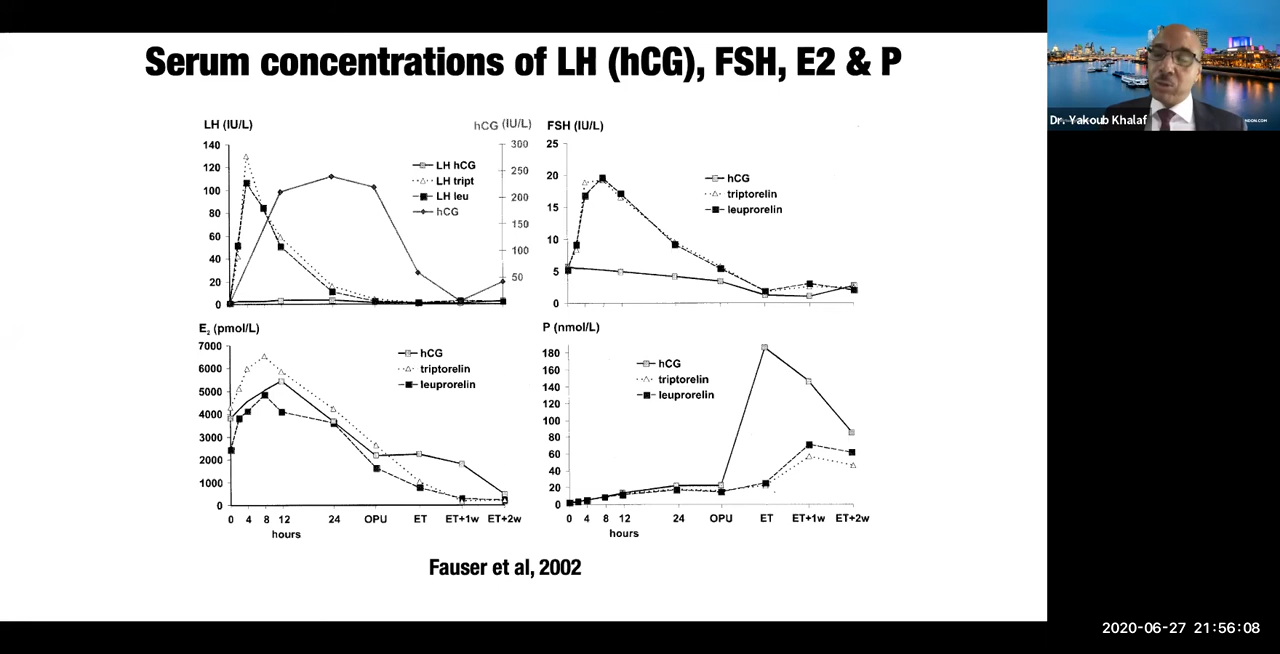 Serum concentrations of LH (hCG), FSH, E2 & P
Dr. Yakoub Khalaf
LH (IU/L)
hCG (IU/L)
140
120
100
80
60
40
20
0
300
250
200
150
100
50
LH hCG
LH tript
LH leu
hCG
FSH (IU/L)
25
20
15
10
5
0
hCG
triptorelin
leuprorelin
E₂ (pmol/L)
7000
6000
5000
4000
3000
2000
1000
0
hCG
triptorelin
leuprorelin
0 4 8 12 24 OPU ET ET+1w ET+2w
hours
P (nmol/L)
180
160
140
120
100
80
60
40
20
0
hCG
triptorelin
leuprorelin
0 4 8 12 24 OPU ET ET+1w ET+2w
hours
Fauser et al, 2002
2020-06-27 21:56:08